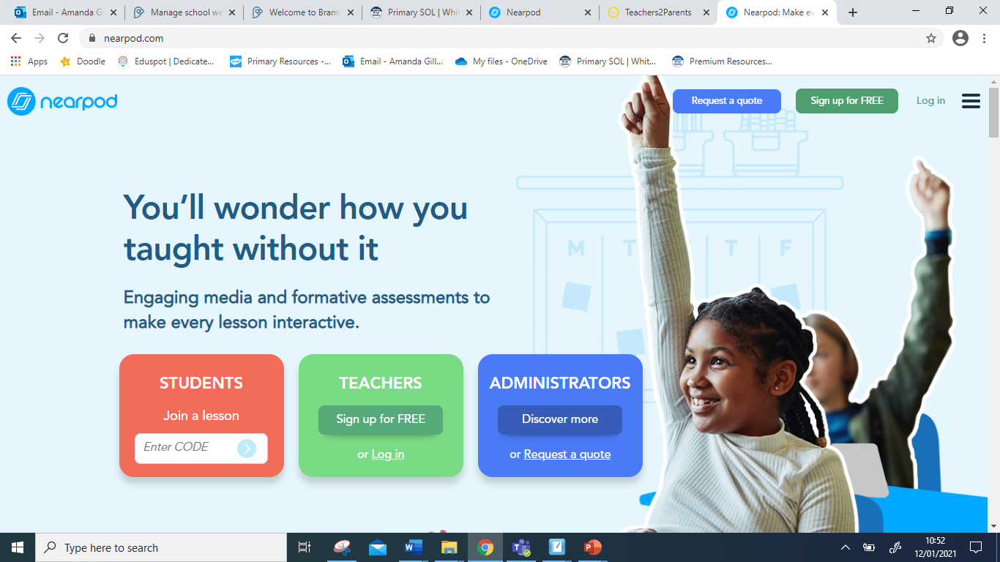 Email - Amanda Gi
Manage school we
Welcome to Brami
Primary SOL | Whit
Nearpod
Teachers2Parents
Nearpod: Make ev
nearpod.com
Apps
Doodle
Eduspot | Dedicate...
Primary Resources -...
Email - Amanda Gill...
My files - OneDrive
Primary SOL | Whit...
Premium Resources...
nearpod
Request a quote
Sign up for FREE
Log in
You’ll wonder how you
taught without it
M T T F
Engaging media and formative assessments to
make every lesson interactive.
STUDENTS
Join a lesson
Enter CODE
TEACHERS
Sign up for FREE
or Log in
ADMINISTRATORS
Discover more
or Request a quote
Type here to search
10:52
12/01/2021